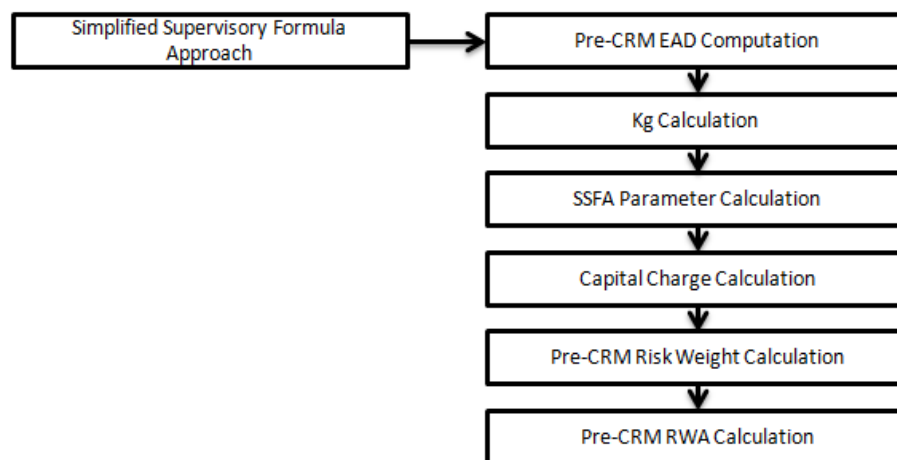 Simplified Supervisory Formula
Approach
Pre-CRM EAD Computation
Kg Calculation
SSFA Parameter Calculation
Capital Charge Calculation
Pre-CRM Risk Weight Calculation
Pre-CRM RWA Calculation